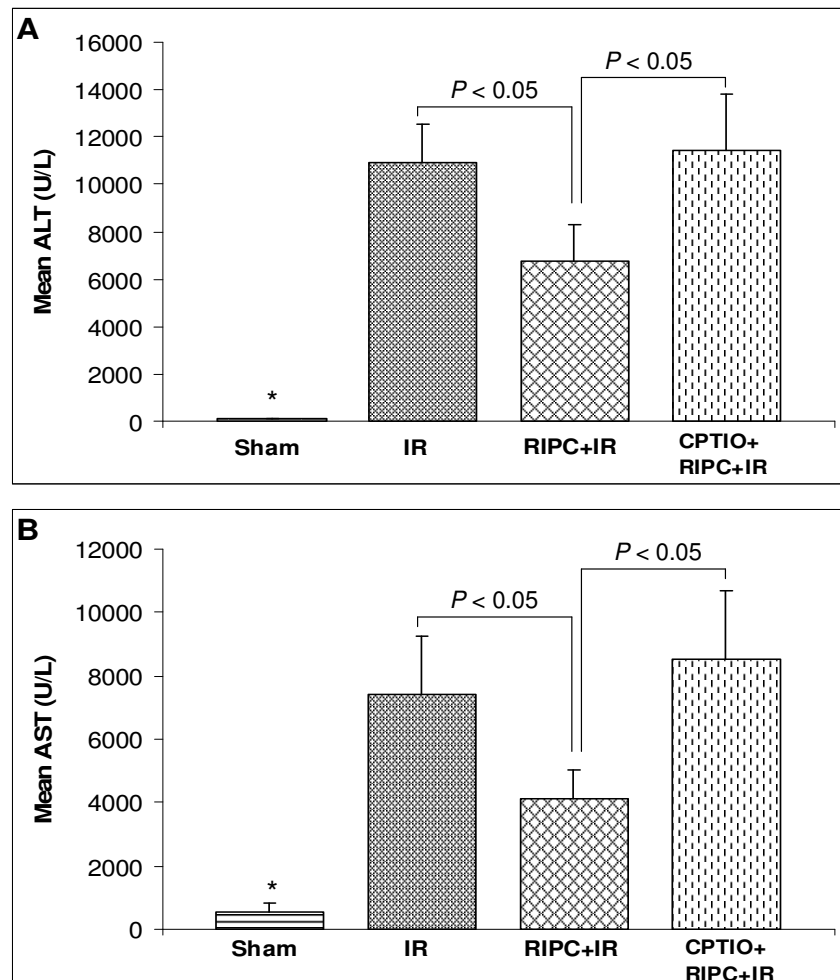 A
16000
14000
12000
10000
8000
6000
4000
2000
0
Mean ALT (U/L)
P < 0.05
P < 0.05
*
Sham
IR
RIPC+IR
CPTIO+
RIPC+IR
B
12000
10000
8000
6000
4000
2000
0
Mean AST (U/L)
P < 0.05
P < 0.05
*
Sham
IR
RIPC+IR
CPTIO+
RIPC+IR